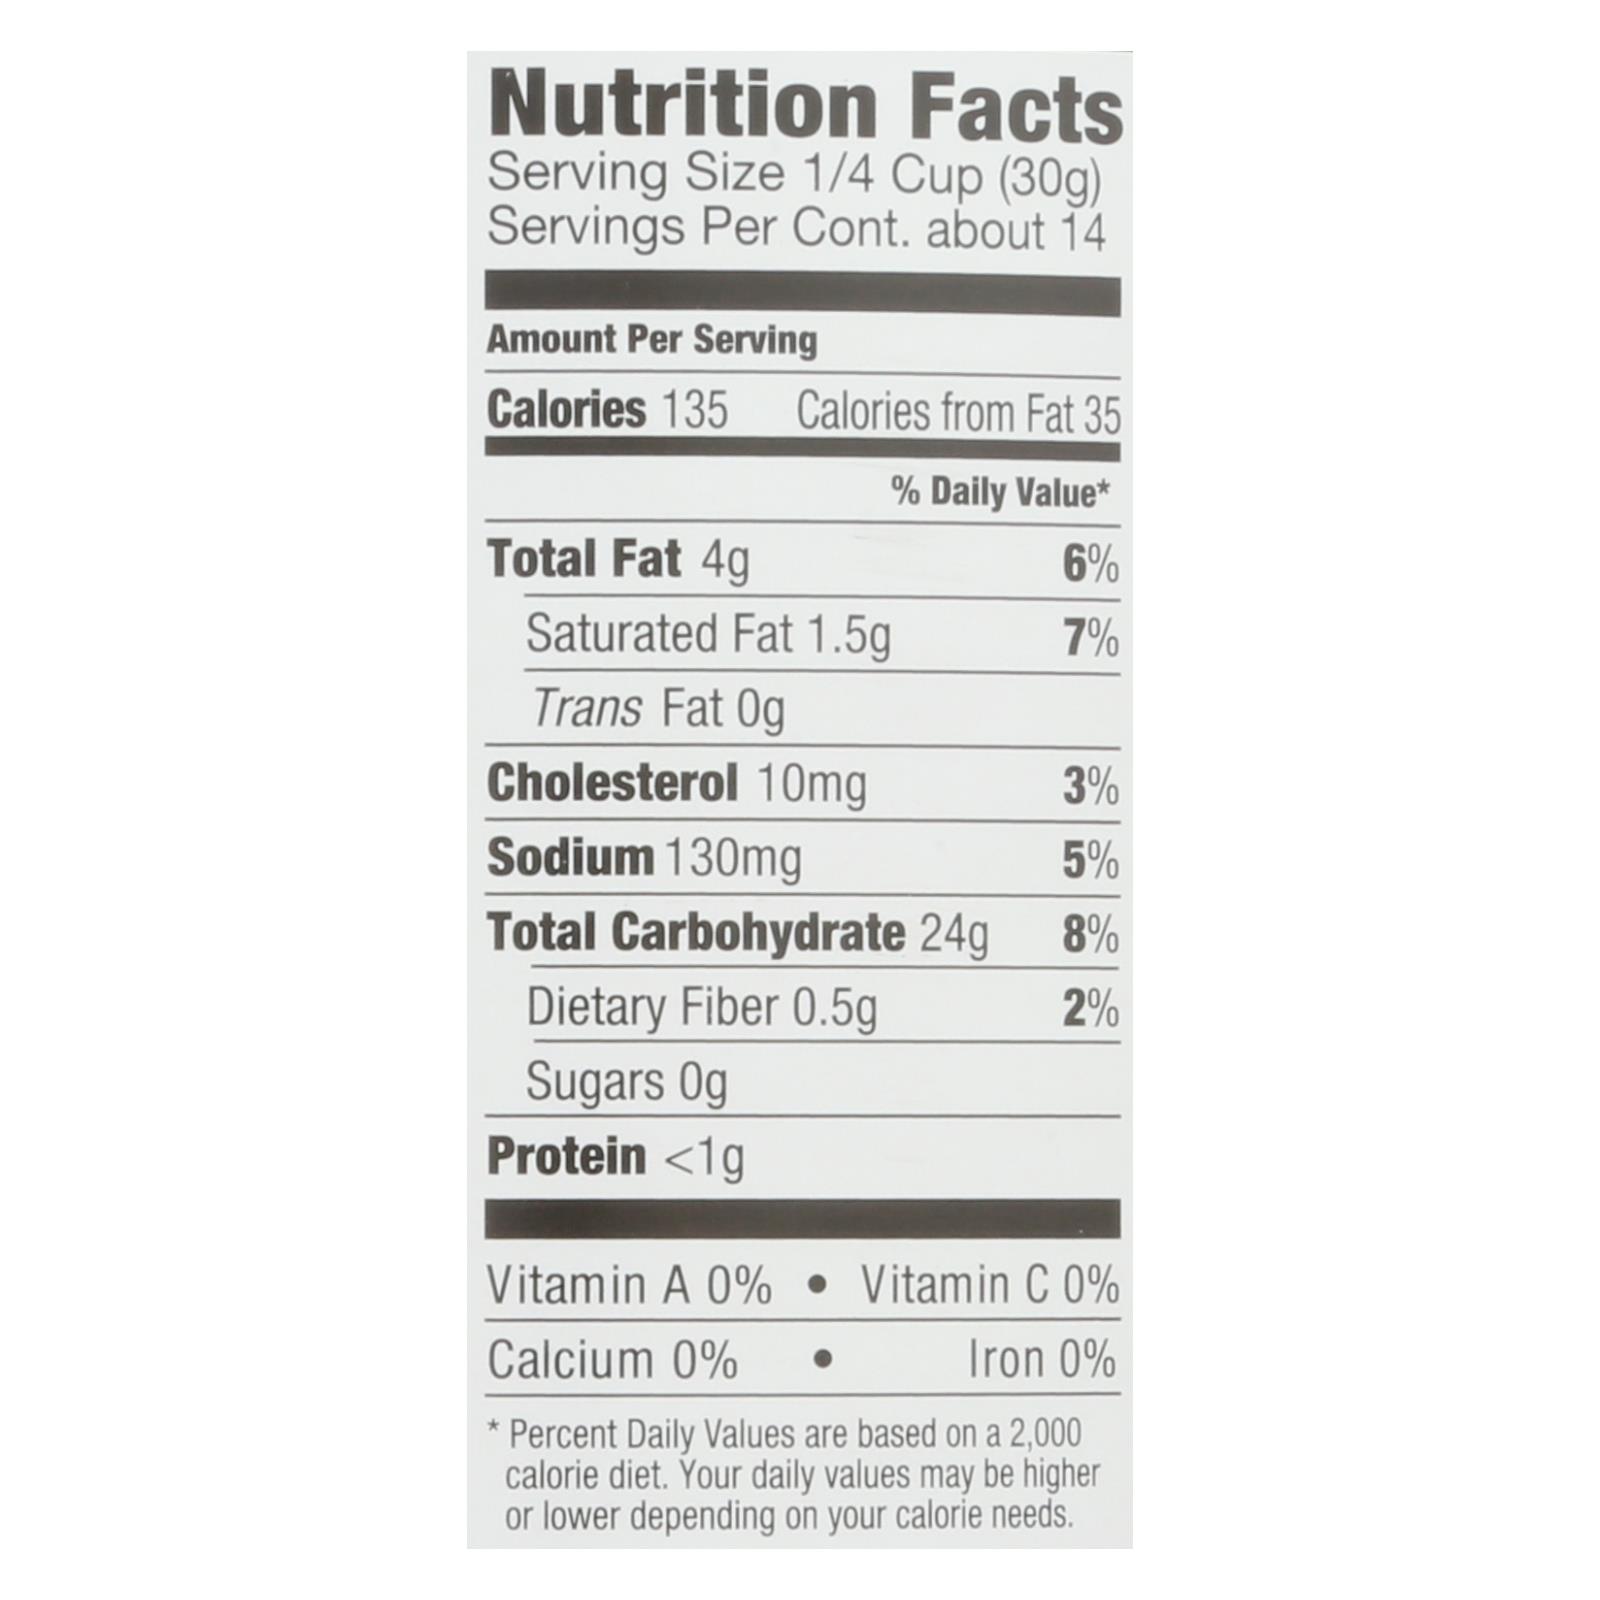 Nutrition Facts
Serving Size 1/4 Cup (30g)
Servings Per Cont. about 14
Amount Per Serving
Calories 135 Calories from Fat 35
% Daily Value*
Total Fat 4g 6%
Saturated Fat 1.5g 7%
Trans Fat 0g
Cholesterol 10mg 3%
Sodium 130mg 5%
Total Carbohydrate 24g 8%
Dietary Fiber 0.5g 2%
Sugars 0g
Protein <1g
Vitamin A 0% • Vitamin C 0%
Calcium 0% • Iron 0%
* Percent Daily Values are based on a 2,000
calorie diet. Your daily values may be higher
or lower depending on your calorie needs.